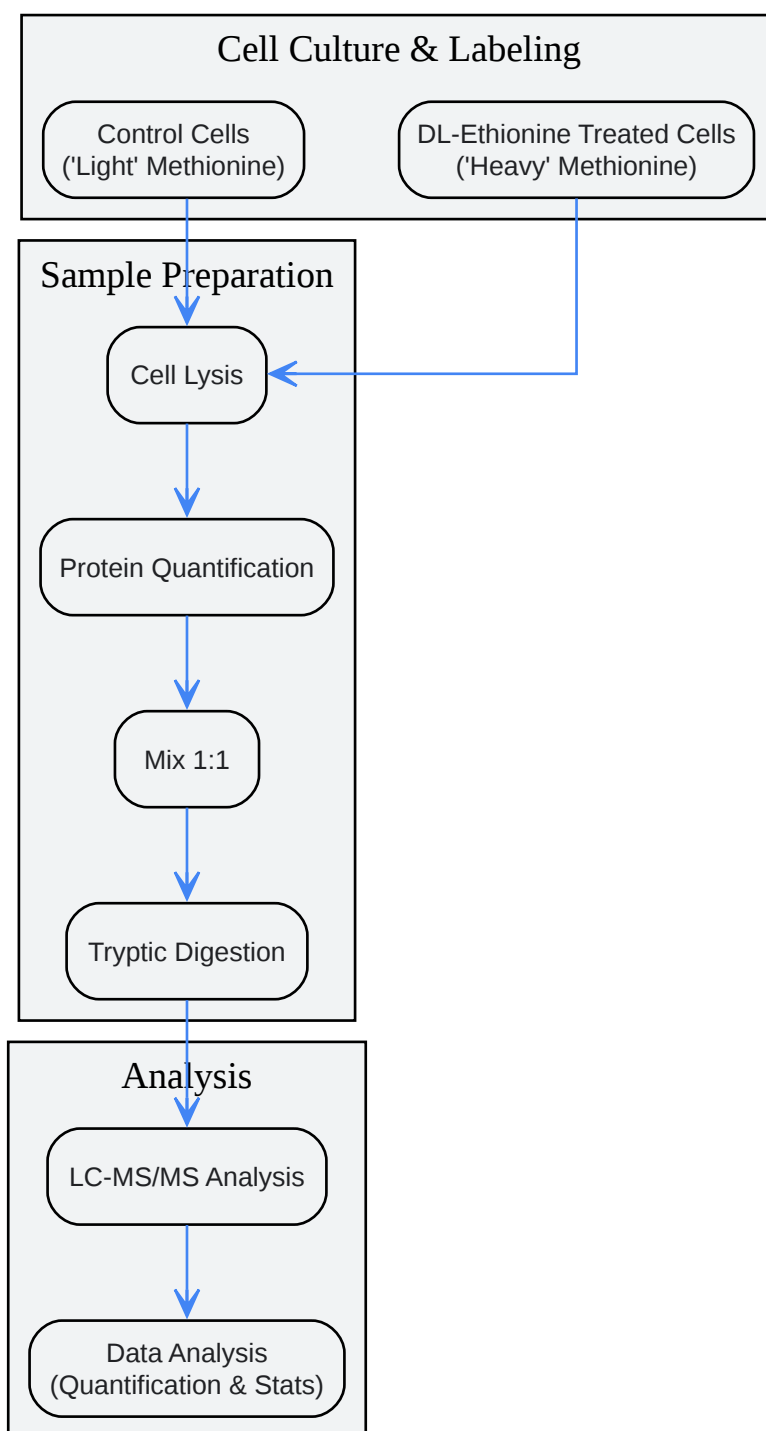 Cell Culture & Labeling
Control Cells
('Light' Methionine)
DL-Ethionine Treated Cells
('Heavy' Methionine)
Sample Preparation
Cell Lysis
Protein Quantification
Mix 1:1
Tryptic Digestion
Analysis
LC-MS/MS Analysis
Data Analysis
(Quantification & Stats)